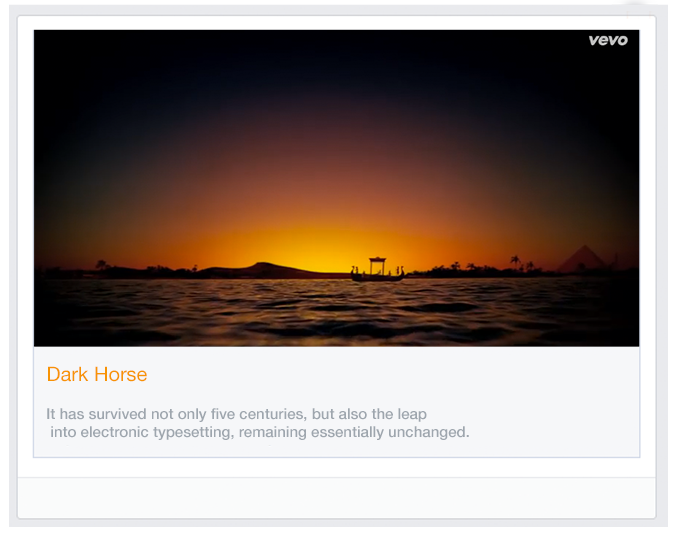 vevo
Dark Horse
It has survived not only five centuries, but also the leap
into electronic typesetting, remaining essentially unchanged.